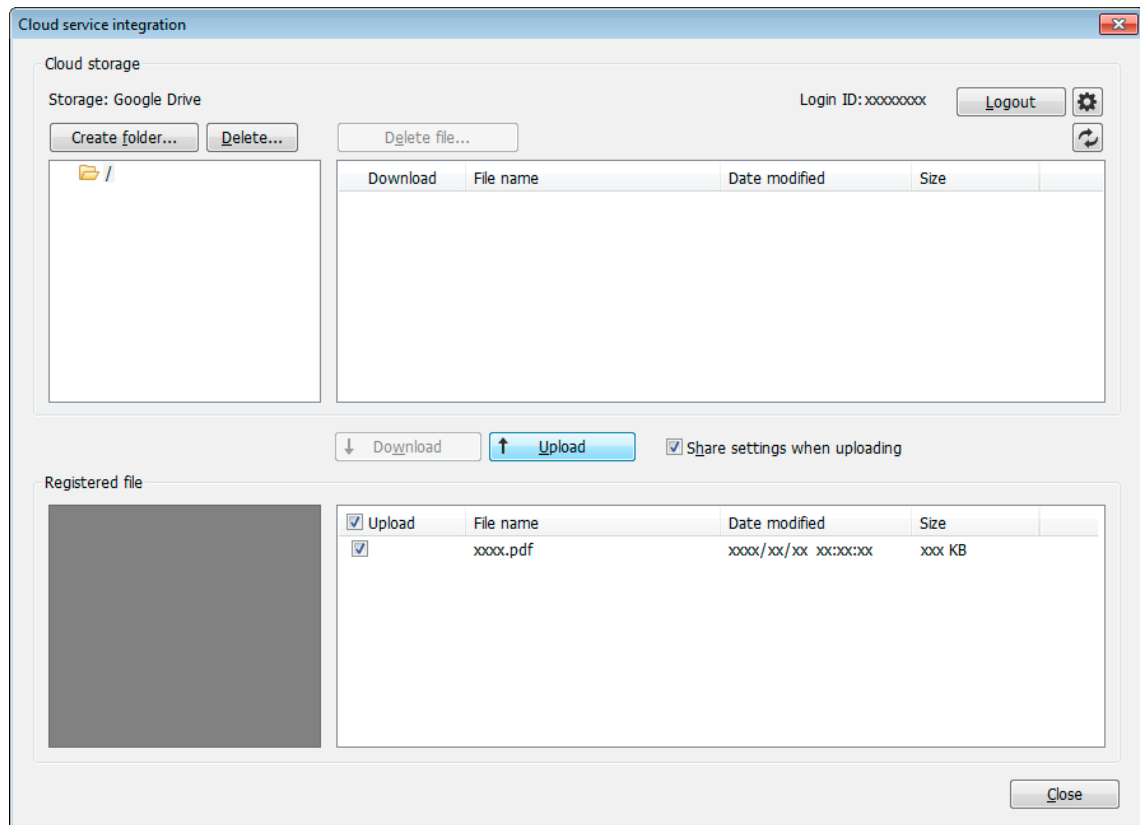 Cloud service integration
Cloud storage
Storage: Google Drive Login ID: xxxxxxxx Logout
Create folder... Delete... Delete file...
/ Download File name Date modified Size
Download Upload Share settings when uploading
Registered file
Upload File name Date modified Size
xxxx.pdf xxxx/xx/xx xx:xx:xx xxx KB
Close